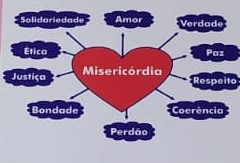 Solidariedade
Amor
Verdade
Ética
Paz
Misericórdia
Justiça
Respeito
Bondade
Coerência
Perdão